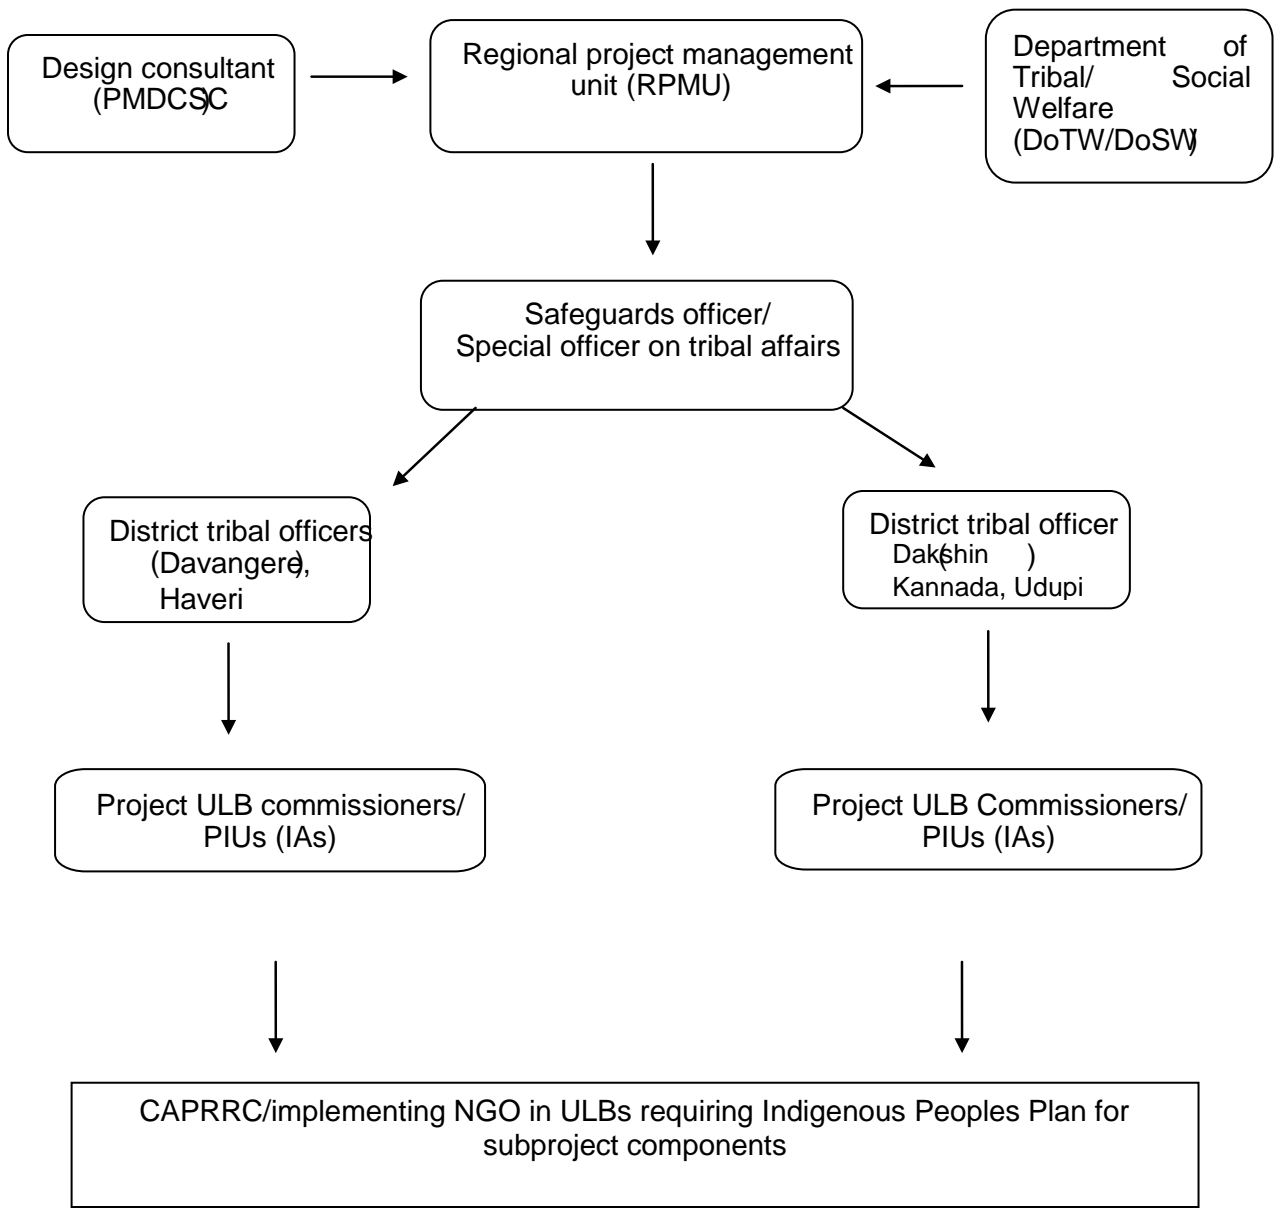 Design consultant
(PMDCSC)
Regional project management
unit (RPMU)
Department of
Tribal/ Social
Welfare
(DoTW/DoSW)
Safeguards officer/
Special officer on tribal affairs
District tribal officers
(Davangere),
Haveri
District tribal officer
(Dakshin )
Kannada, Udupi
Project ULB commissioners/
PIUs (IAs)
Project ULB Commissioners/
PIUs (IAs)
CAPRRC/implementing NGO in ULBs requiring Indigenous Peoples Plan for
subproject components